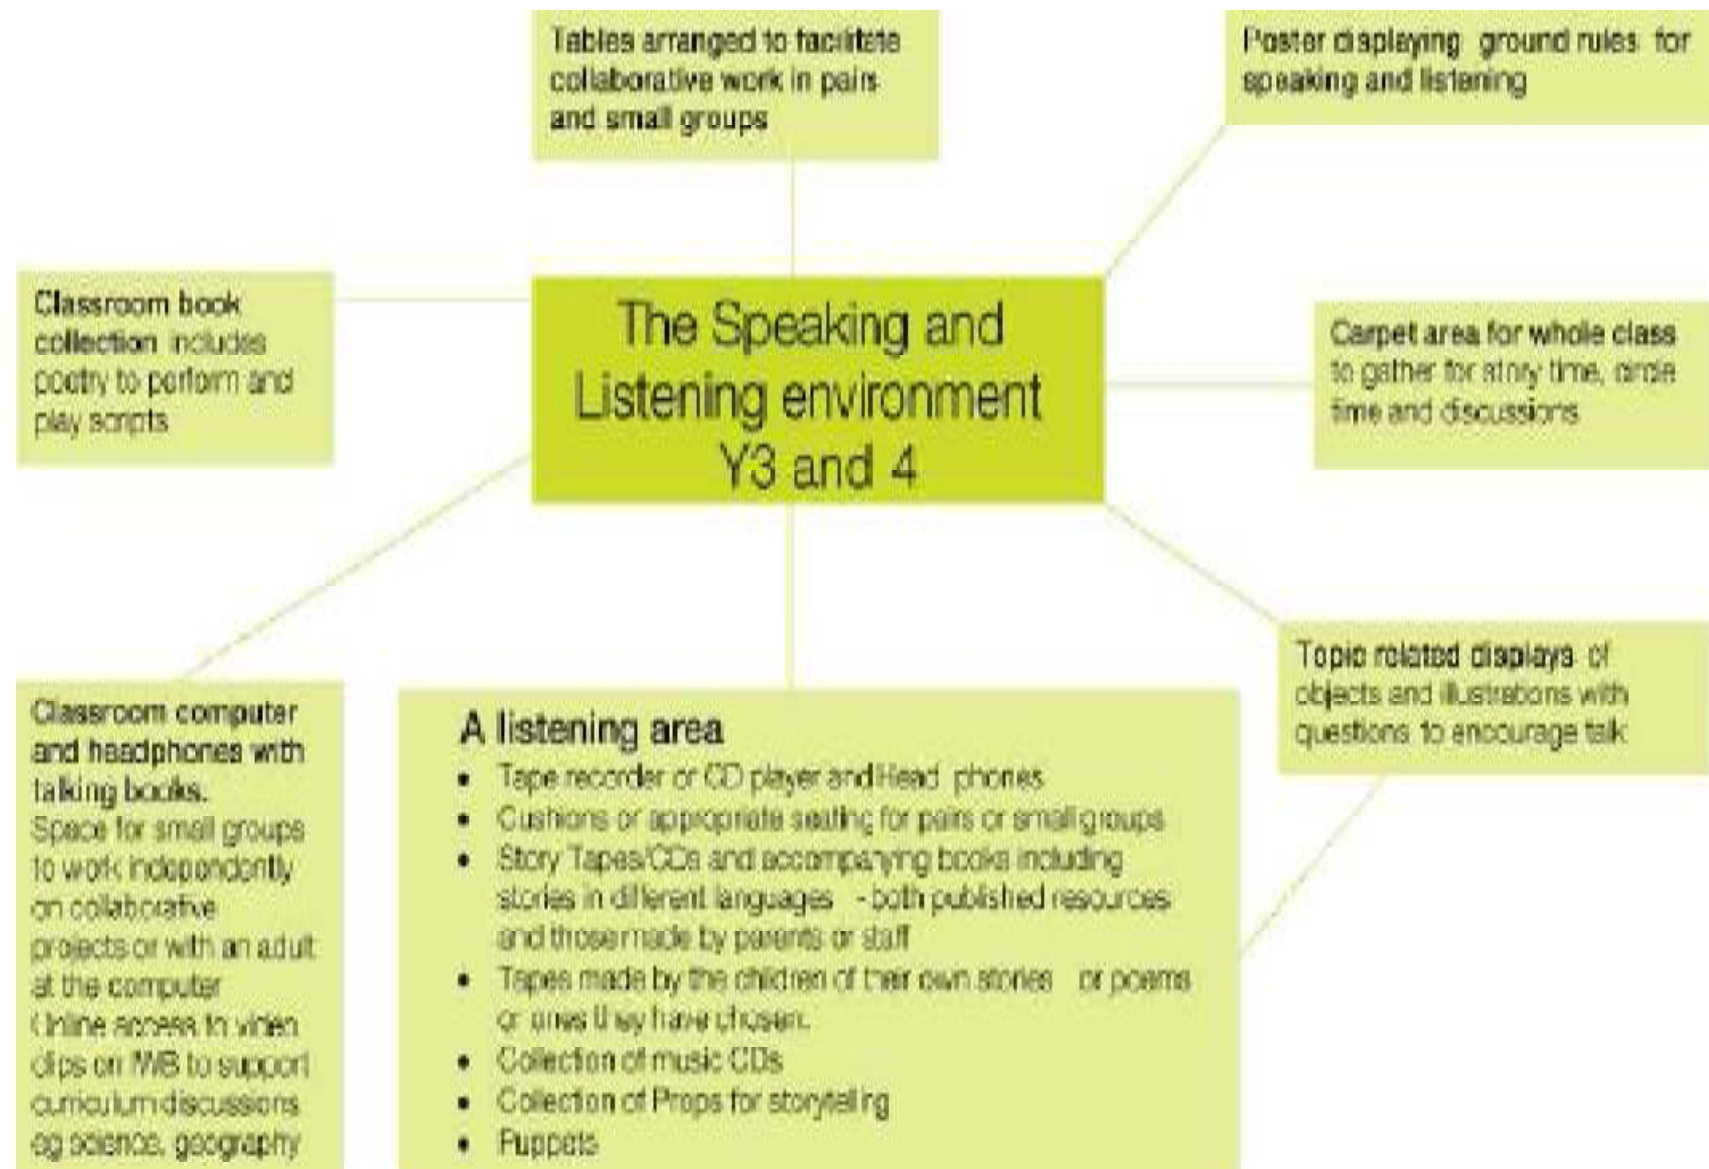 Tables arranged to facilitate
collaborative work in pairs
and small groups
Poster displaying ground rules for
speaking and listening
Classroom book
collection includes
poetry to perform and
play scripts
The Speaking and
Listening environment
Y3 and 4
Carpet area for whole class
to gather for story time, circle
time and discussions
Topic related displays of
objects and illustrations with
questions to encourage talk
Classroom computer
and headphones with
talking books.
Space for small groups
to work independently
on collaborative
projects or with an adult
at the computer
Online access to video
clips on IWB to support
curriculum discussions
eg science, geography
A listening area
• Tape recorder or CD player and Head phones
• Cushions or appropriate seating for pairs or small groups
• Story Tapes/CDs and accompanying books including
stories in different languages - both published resources
and those made by parents or staff
• Tapes made by the children of their own stories or poems
or ones they have chosen.
• Collection of music CDs
• Collection of Props for storytelling
• Puppets